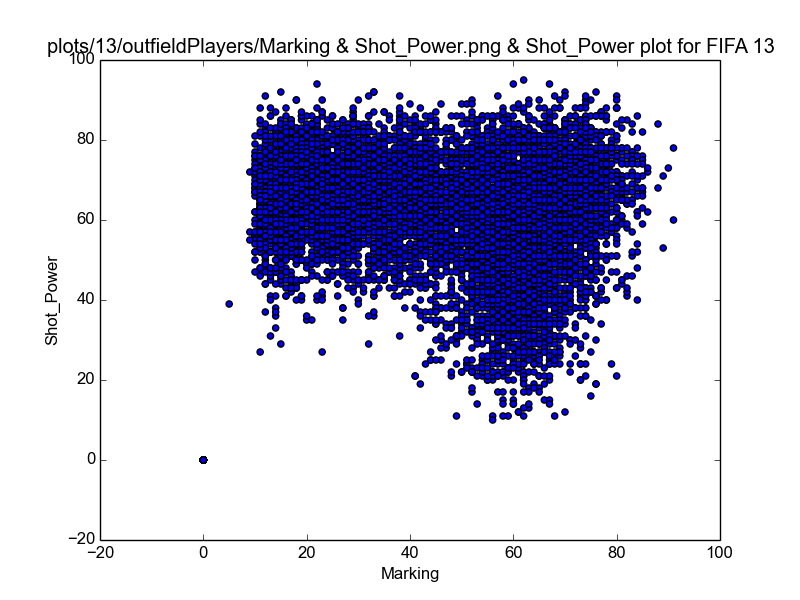 plots/13/outfieldPlayers/Marking & Shot_Power.png & Shot_Power plot for FIFA 13
100
80
60
40
20
0
−20
Shot_Power
−20 0 20 40 60 80 100
Marking